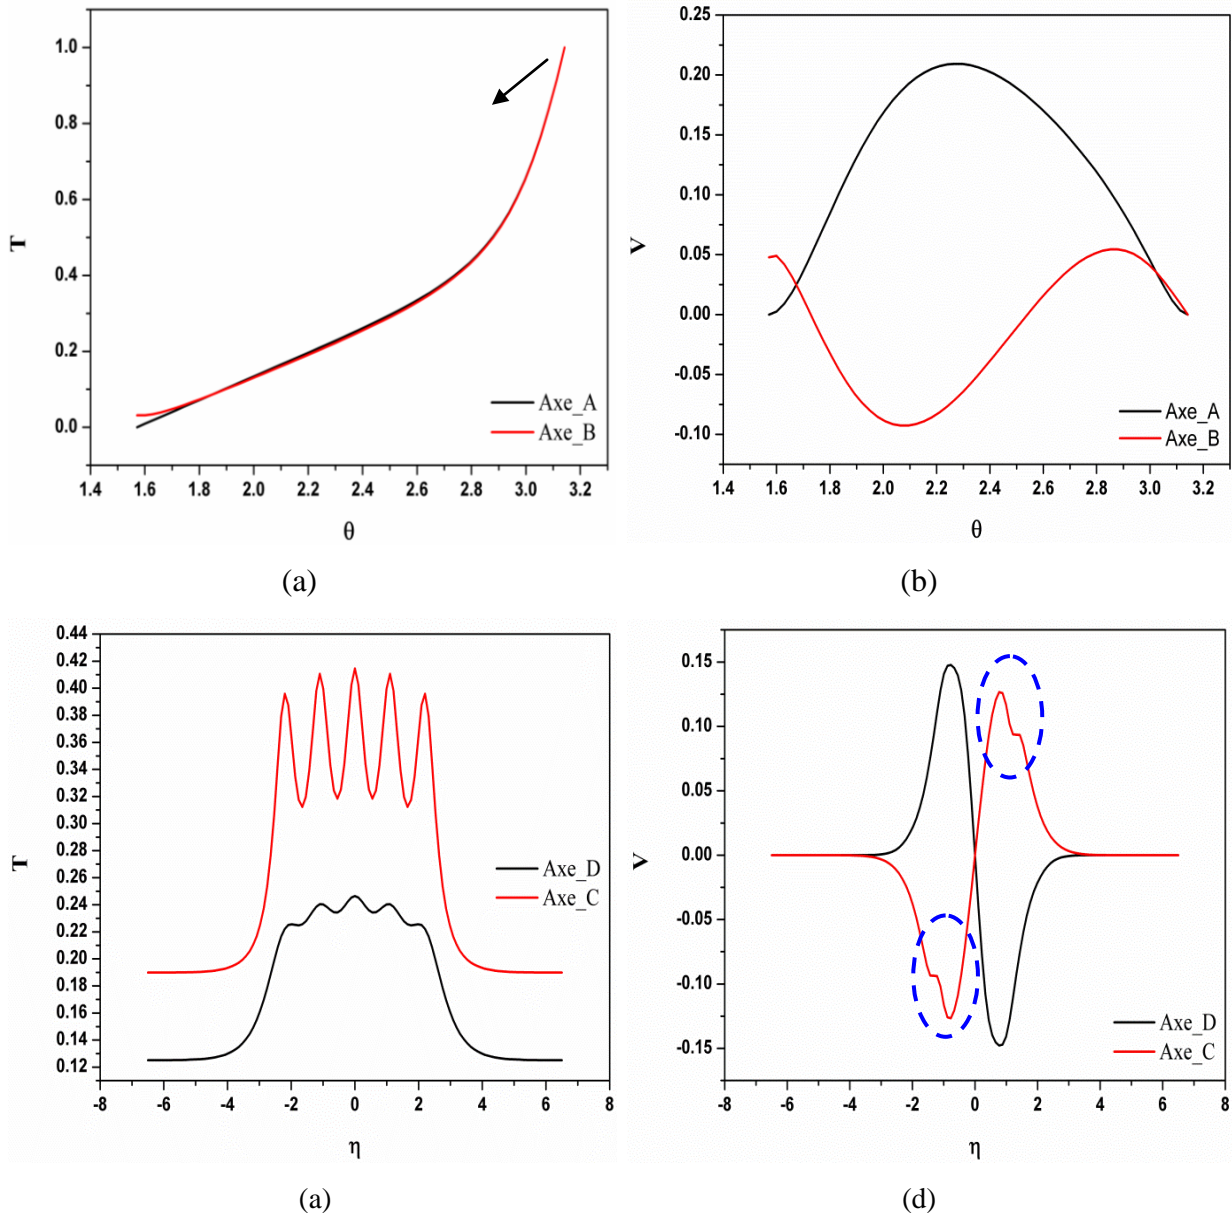 1.0
0.8
0.6
0.4
0.2
0.0
T
Axe_A
Axe_B
1.4 1.6 1.8 2.0 2.2 2.4 2.6 2.8 3.0 3.2
θ
(a)
0.25
0.20
0.15
0.10
0.05
0.00
-0.05
-0.10
V
Axe_A
Axe_B
1.4 1.6 1.8 2.0 2.2 2.4 2.6 2.8 3.0 3.2
θ
(b)
0.44
0.42
0.40
0.38
0.36
0.34
0.32
0.30
0.28
0.26
0.24
0.22
0.20
0.18
0.16
0.14
0.12
T
Axe_D
Axe_C
-8 -6 -4 -2 0 2 4 6 8
η
(a)
0.15
0.10
0.05
0.00
-0.05
-0.10
-0.15
V
Axe_D
Axe_C
-8 -6 -4 -2 0 2 4 6 8
η
(d)